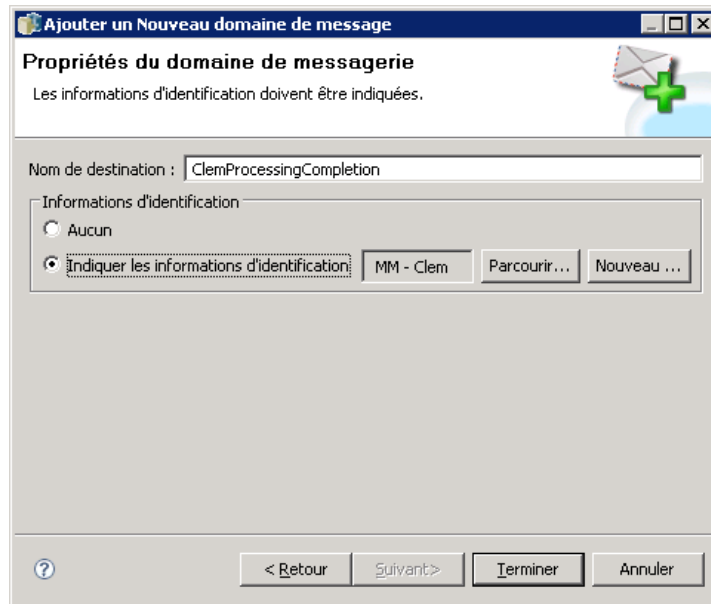 Ajouter un Nouveau domaine de message
Propriétés du domaine de messagerie
Les informations d'identification doivent être indiquées.
Nom de destination : ClemProcessingCompletion
Informations d'identification
Aucun
Indiquer les informations d'identification MM - Clem Parcourir... Nouveau ...
? < Retour Suivant> Terminer Annuler